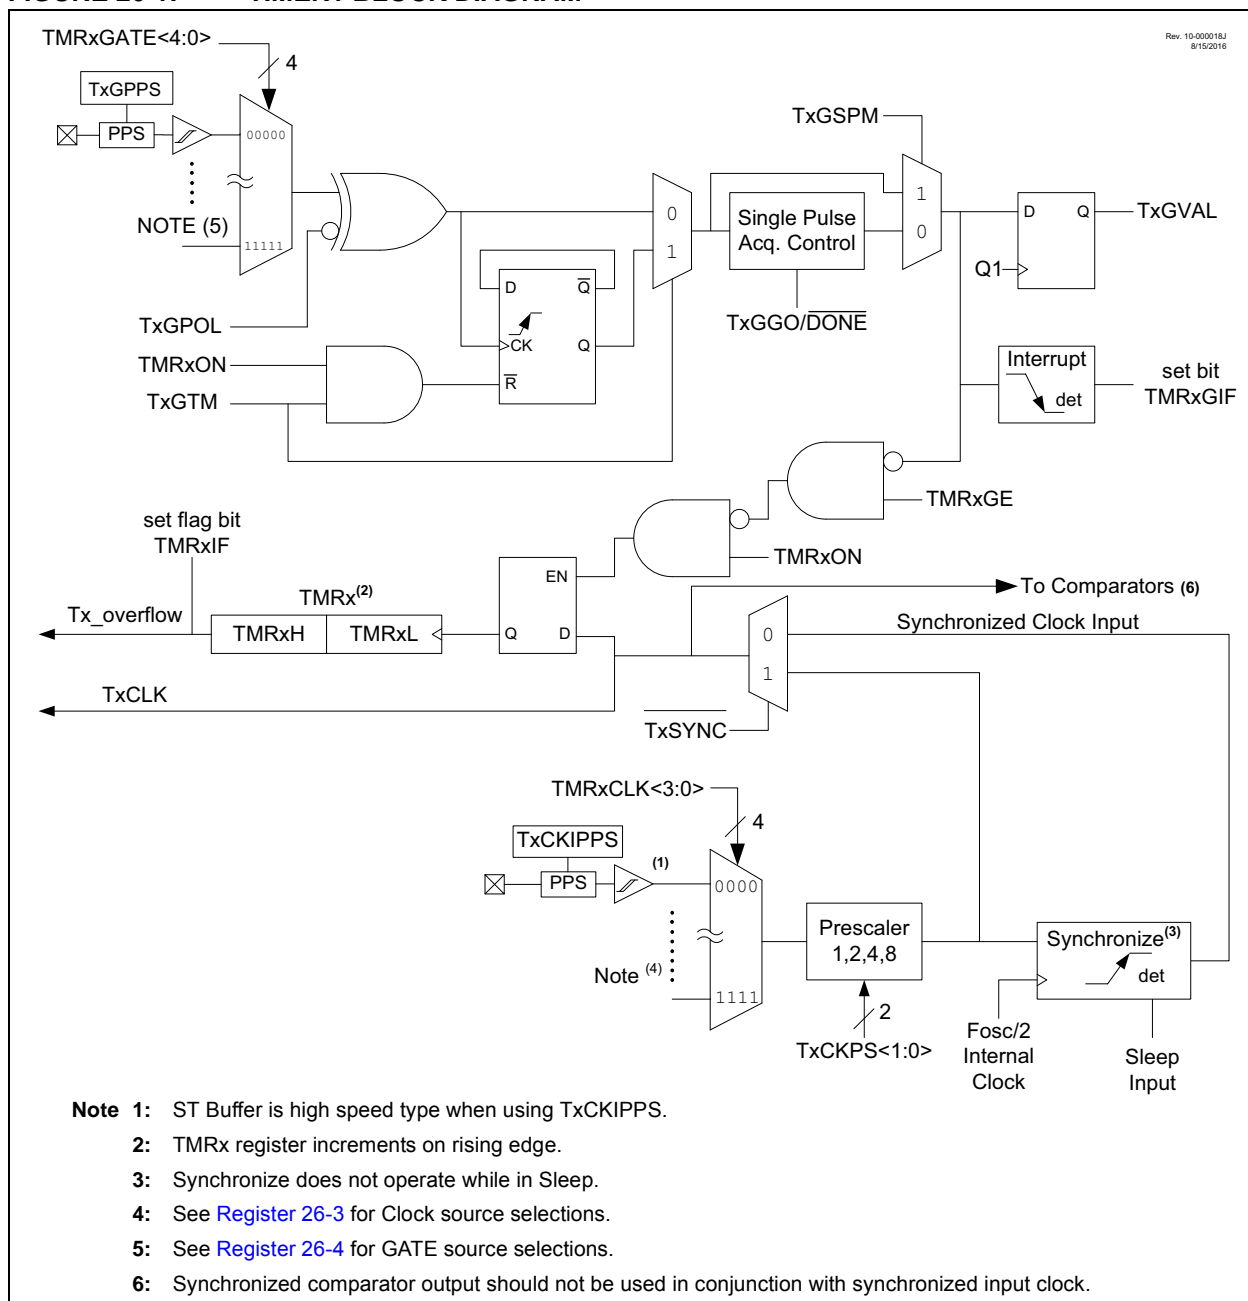 Rev. 10-000018J
8/15/2016
TMRxGATE<4:0>
4
TxGPPS
PPS
00000
NOTE (5)
11111
TxGPOL
TMRxON
TxGTM
D
Q
CK
Q
R
0
1
TxGSPM
Single Pulse
Acq. Control
TxGGO/DONE
1
0
D
Q
Q1
TxGVAL
Interrupt
det
set bit
TMRxGIF
TMRxGE
TMRxON
set flag bit
TMRxIF
Tx_overflow
TMRx(2)
TMRxH
TMRxL
EN
Q
D
To Comparators (6)
Synchronized Clock Input
0
1
TxCLK
TxSYNC
TMRxCLK<3:0>
4
TxCKIPPS
(1)
PPS
0000
Note (4)
1111
Prescaler
1,2,4,8
2
TxCKPS<1:0>
Synchronize(3)
det
Fosc/2
Internal
Clock
Sleep
Input
Note 1: ST Buffer is high speed type when using TxCKIPPS.
2: TMRx register increments on rising edge.
3: Synchronize does not operate while in Sleep.
4: See Register 26-3 for Clock source selections.
5: See Register 26-4 for GATE source selections.
6: Synchronized comparator output should not be used in conjunction with synchronized input clock.